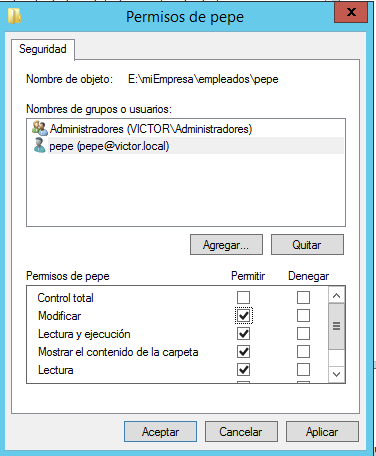 Permisos de pepe
x
Seguridad
Nombre de objeto: E:\miEmpresa\empleados\pepe
Nombres de grupos o usuarios:
Administradores (VICTOR\Administradores)
pepe (pepe@victor.local)
Agregar... Quitar
Permisos de pepe Permitir Denegar
Control total
Modificar
Lectura y ejecución
Mostrar el contenido de la carpeta
Lectura
Aceptar Cancelar Aplicar